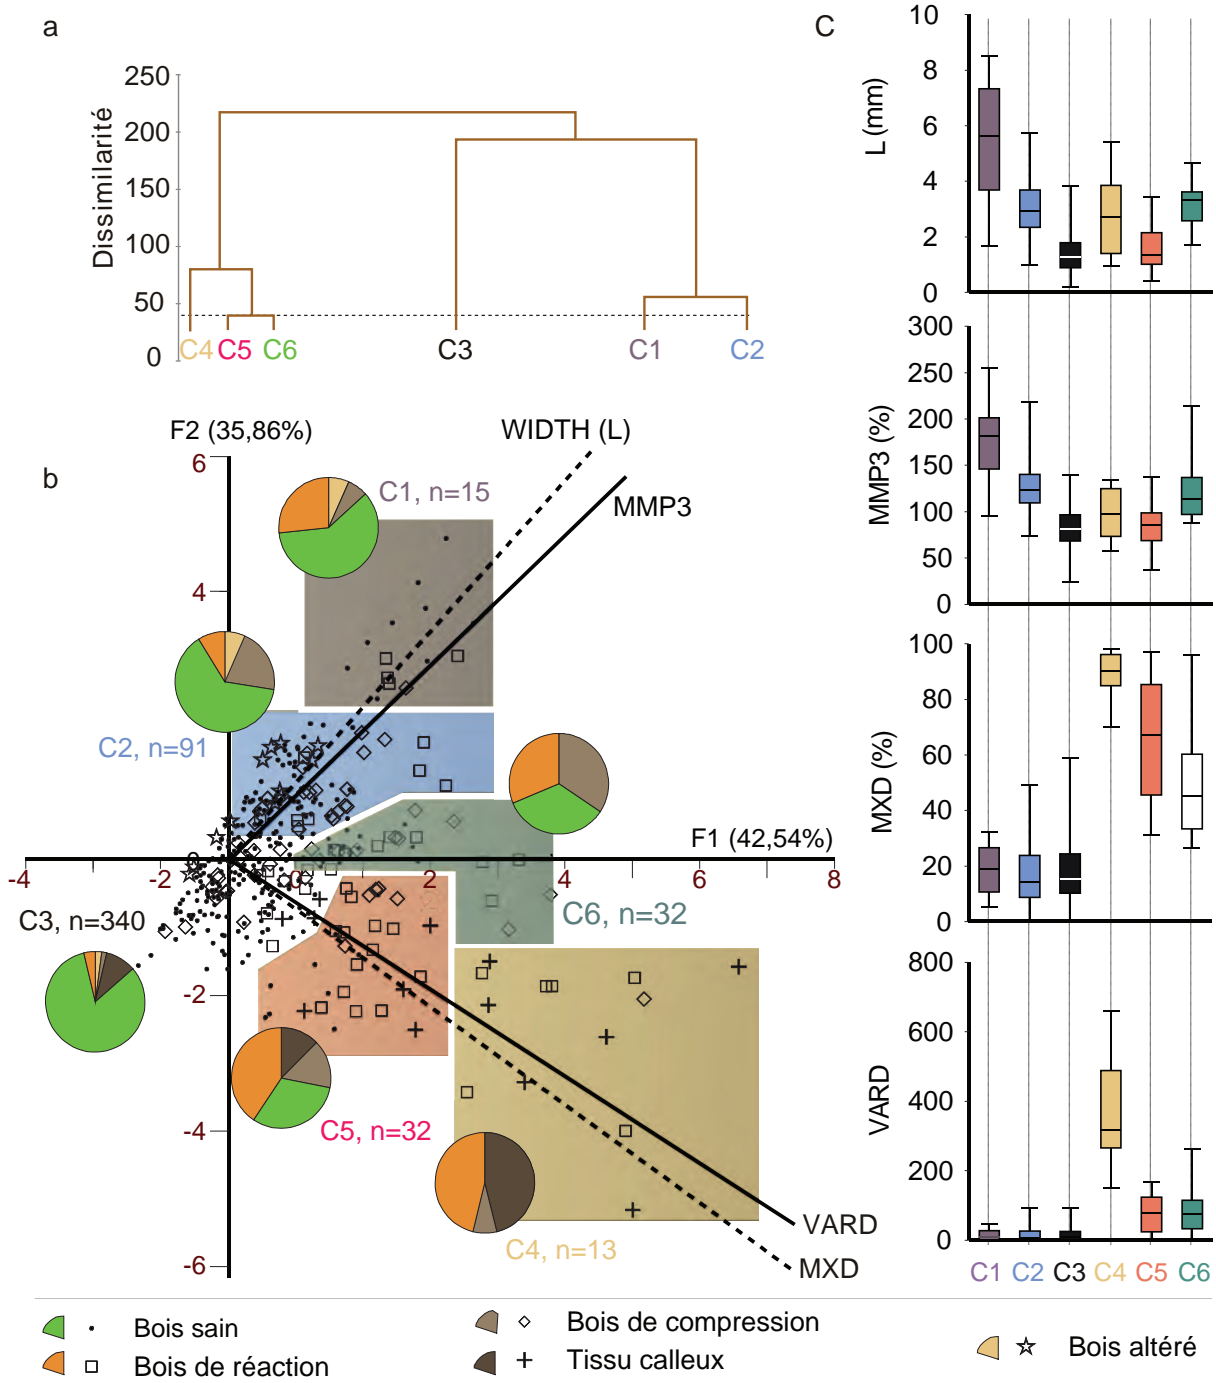 a
Dissimilarité
250
200
150
100
50
0
C4 C5 C6 C3 C1 C2
b
F2 (35,86%)
6
4
0
-2
-4
-6
-4 -2 0 2 4 6 8
F1 (42,54%)
WIDTH (L)
MMP3
VARD
MXD
C1, n=15
C2, n=91
C3, n=340
C6, n=32
C5, n=32
C4, n=13
C
L (mm)
10
8
6
4
2
0
MMP3 (%)
300
250
200
150
100
50
0
MXD (%)
100
80
60
40
20
0
VARD
800
600
400
200
0
C1 C2 C3 C4 C5 C6
Bois sain
Bois de réaction
Bois de compression
Tissu calleux
Bois altéré